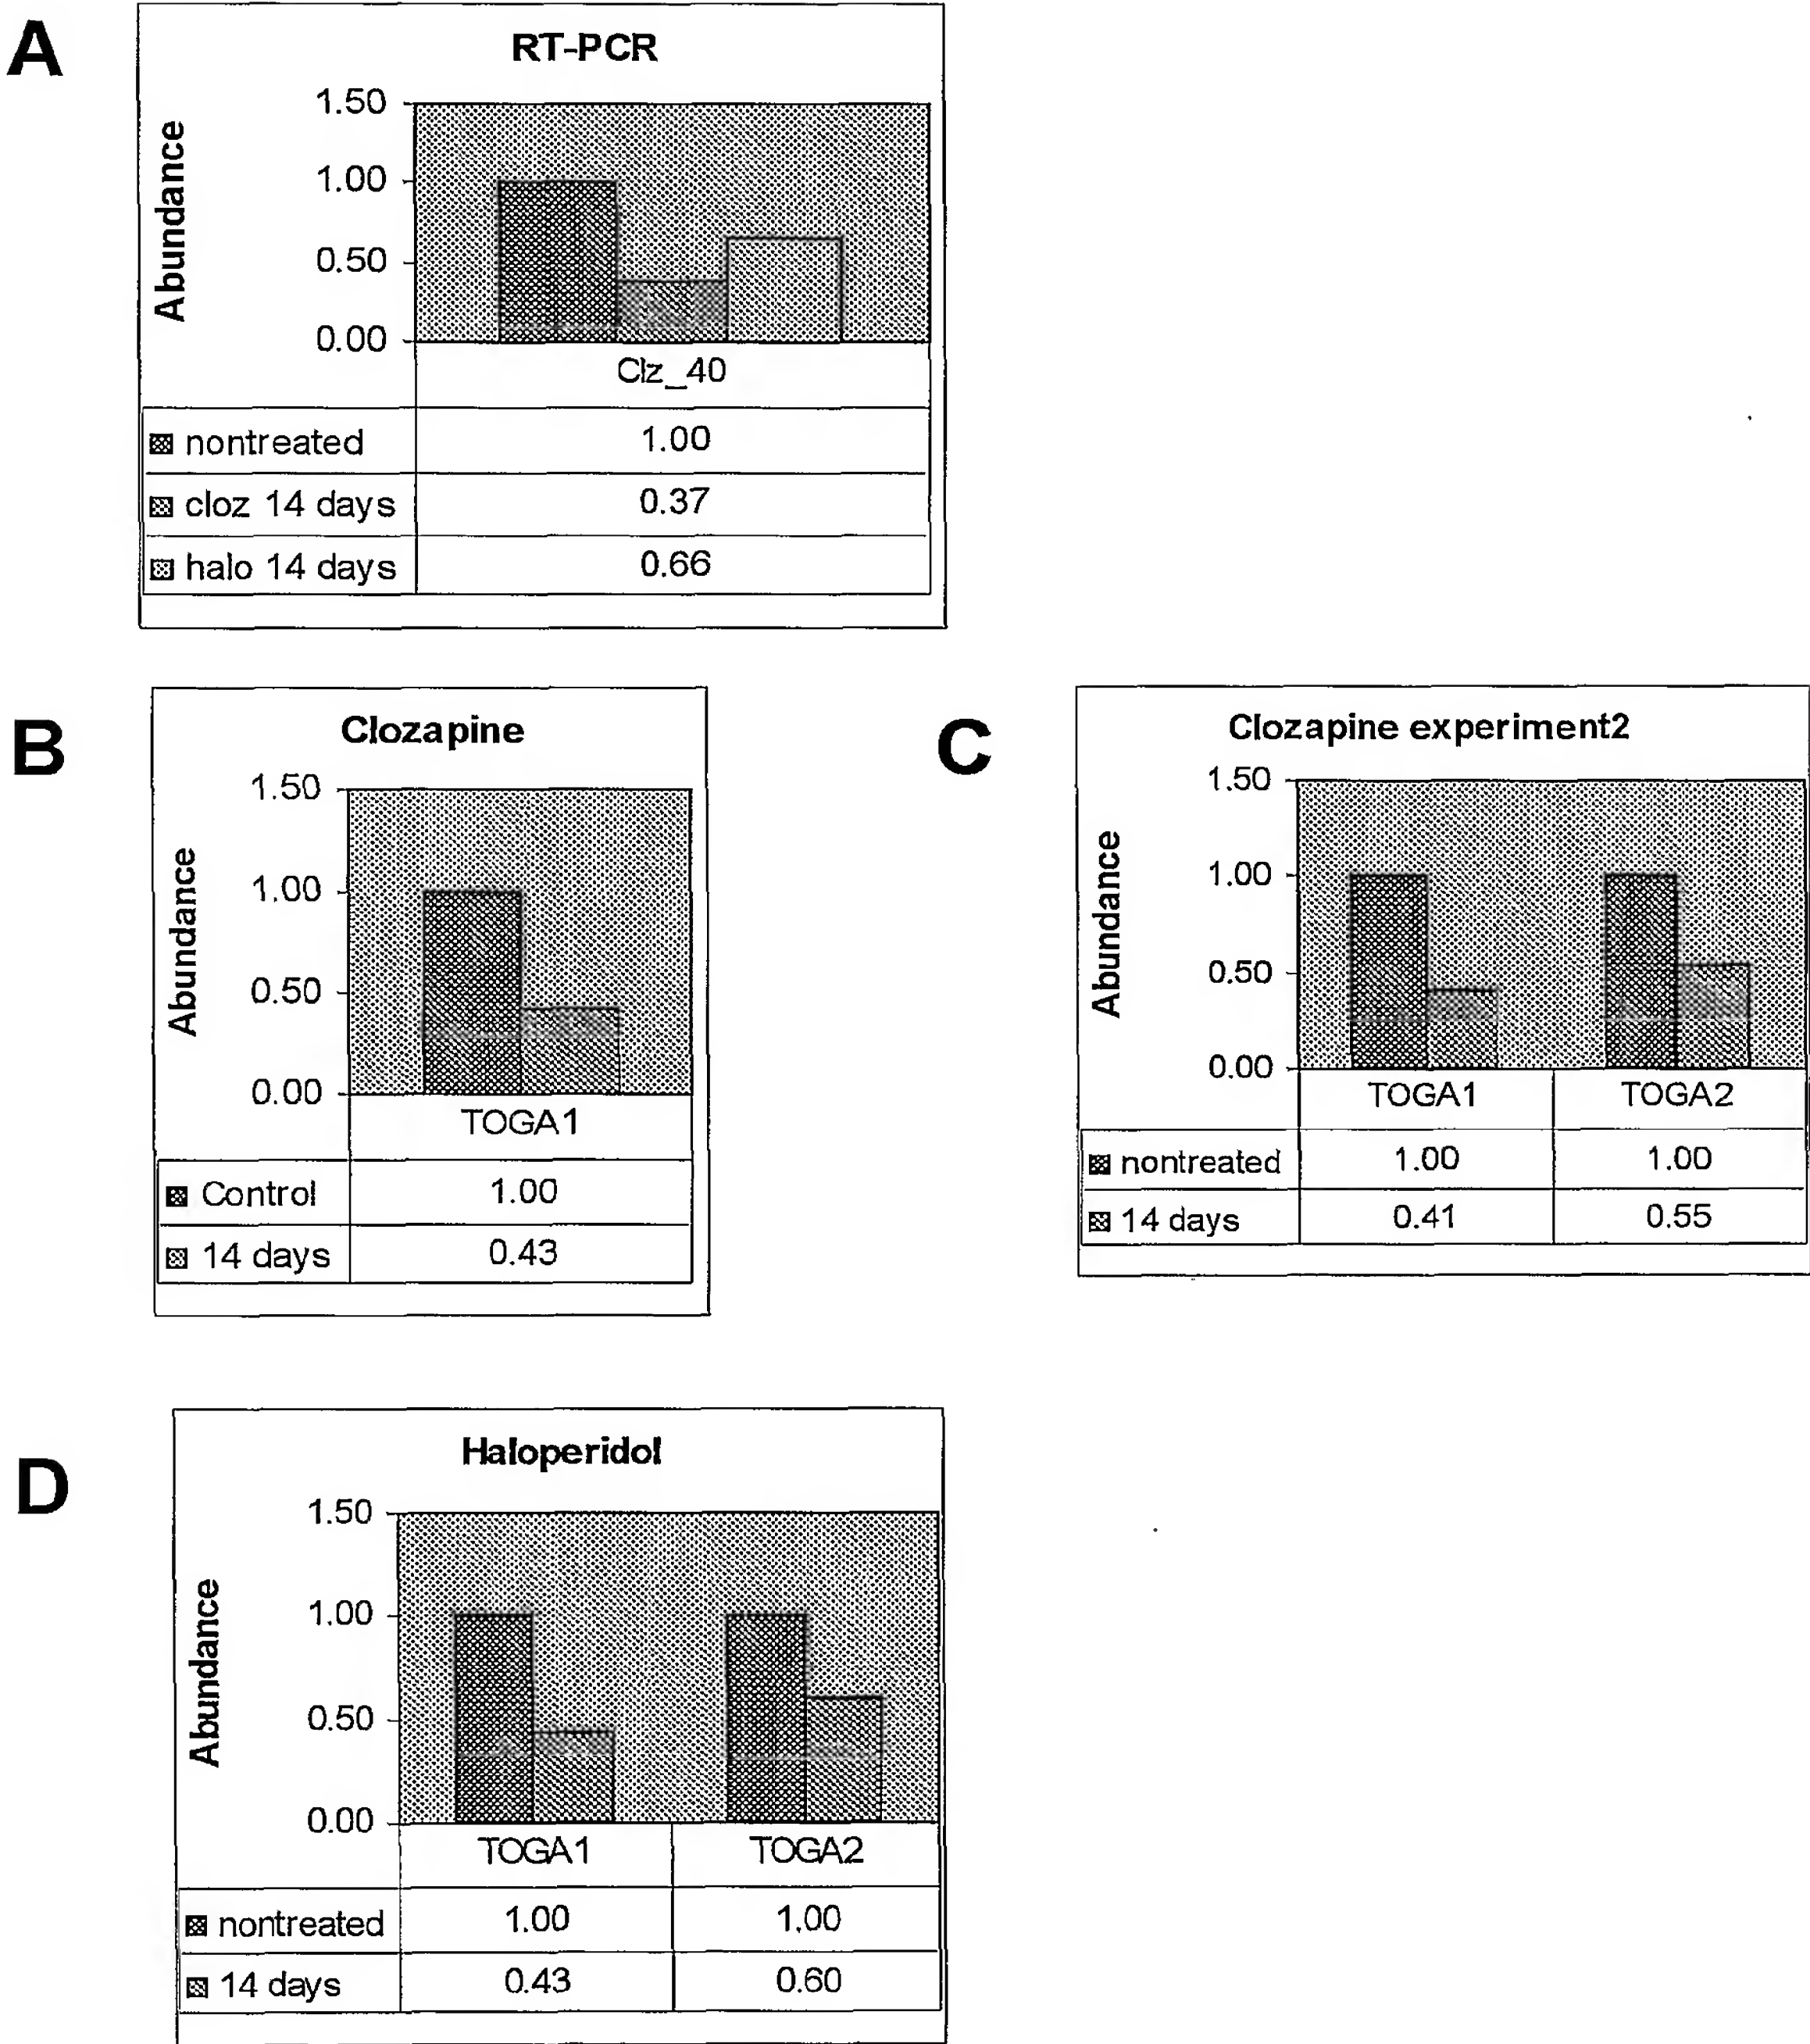 A
RT-PCR
Abundance
1.50
1.00
0.50
0.00
Clz_40
nontreated 1.00
cloz 14 days 0.37
halo 14 days 0.66
B
Clozapine
Abundance
1.50
1.00
0.50
0.00
TOGA1
Control 1.00
14 days 0.43
C
Clozapine experiment2
Abundance
1.50
1.00
0.50
0.00
TOGA1 TOGA2
nontreated 1.00 1.00
14 days 0.41 0.55
D
Haloperidol
Abundance
1.50
1.00
0.50
0.00
TOGA1 TOGA2
nontreated 1.00 1.00
14 days 0.43 0.60